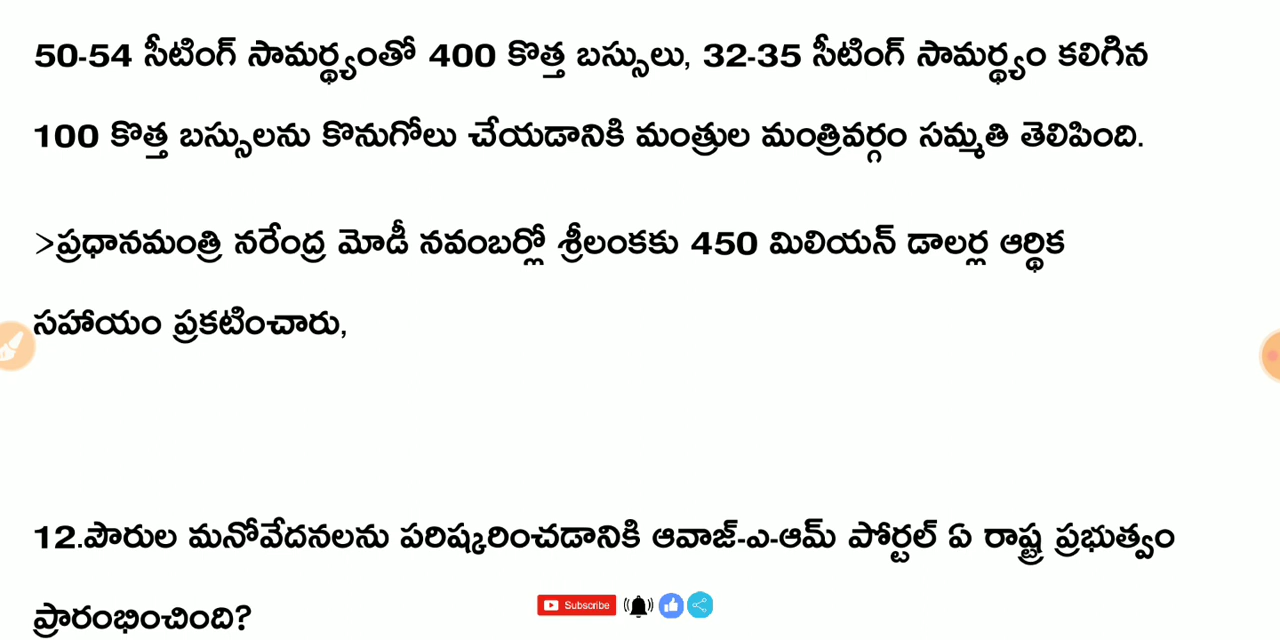 50-54 సీటింగ్ సామర్థ్యంతో 400 కొత్త బస్సులు, 32-35 సీటింగ్ సామర్థ్యం కలిగిన
100 కొత్త బస్సులను కొనుగోలు చేయడానికి మంత్రుల మంత్రివర్గం సమ్మతి తెలిపింది.
>ప్రధానమంత్రి నరేంద్ర మోడీ నవంబర్లో శ్రీలంకకు 450 మిలియన్ డాలర్ల ఆర్థిక
సహాయం ప్రకటించారు,
12.పౌరుల మనోవేదనలను పరిష్కరించడానికి ఆవాజ్-ఎ-ఆమ్ పోర్టల్ ఏ రాష్ట్ర ప్రభుత్వం
ప్రారంభించింది?
Subscribe